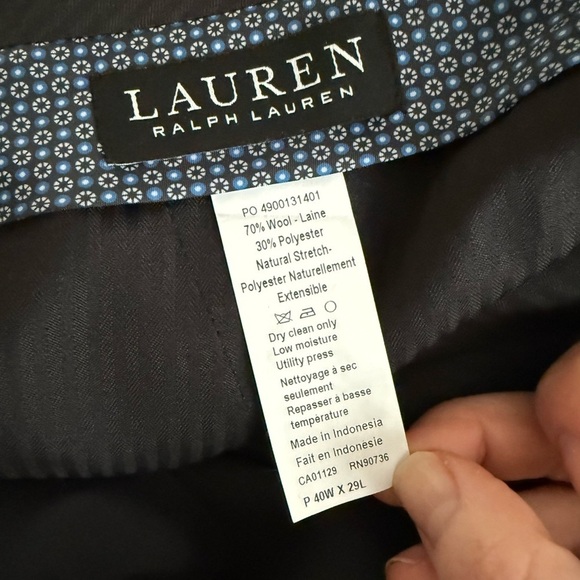 LAUREN
RALPH LAUREN
PO 4900131401
70% Wool - Laine
30% Polyester
Natural Stretch-
Polyester Naturellement
Extensible
Dry clean only
Low moisture
Utility press
Nettoyage à sec
seulement
Repasser à basse
température
Made in Indonesia
Fait en Indonesie
CA01129 RN90736
P 40W X 29L